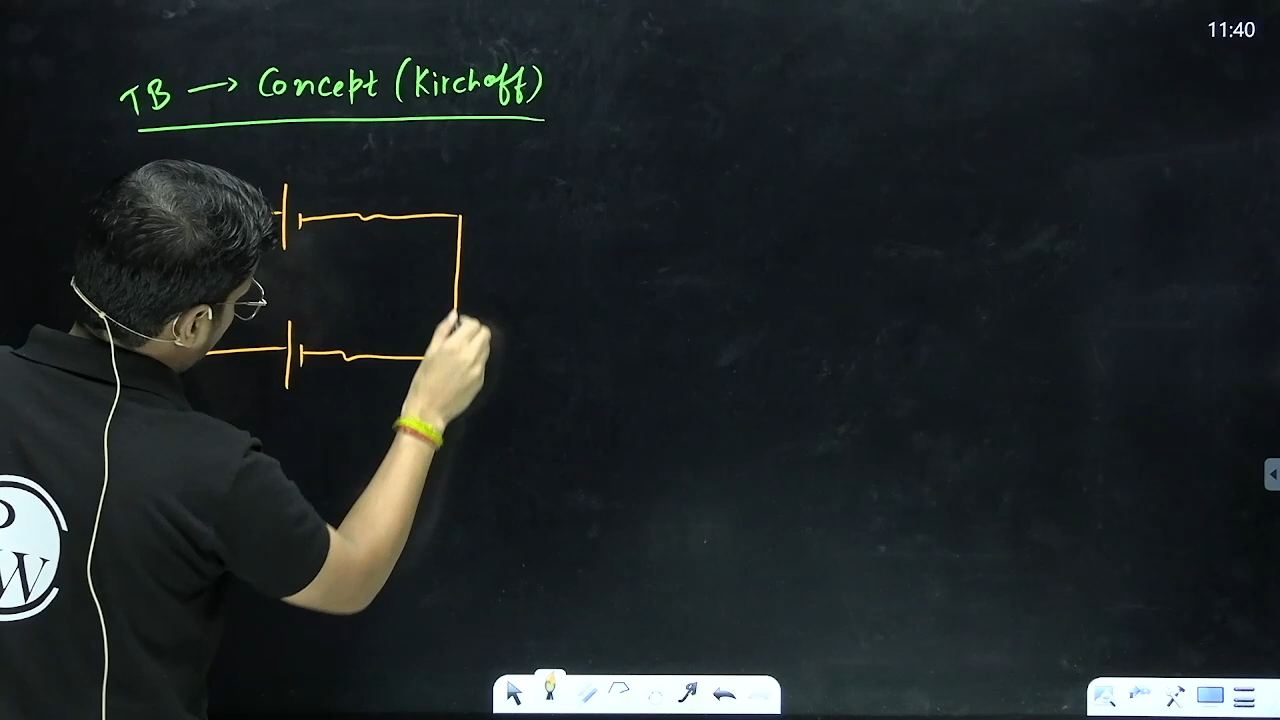 11:40
TB → Concept (Kirchoff)
P
W